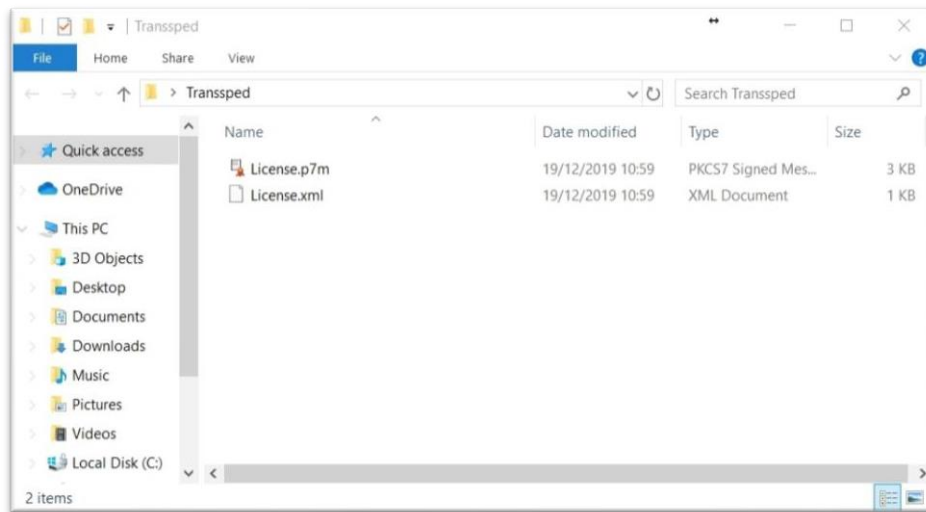 Transsped
File Home Share View
Transsped Search Transsped
Name Date modified Type Size
Quick access
License.p7m 19/12/2019 10:59 PKCS7 Signed Mes... 3 KB
OneDrive
License.xml 19/12/2019 10:59 XML Document 1 KB
This PC
3D Objects
Desktop
Documents
Downloads
Music
Pictures
Videos
Local Disk (C:)
2 items